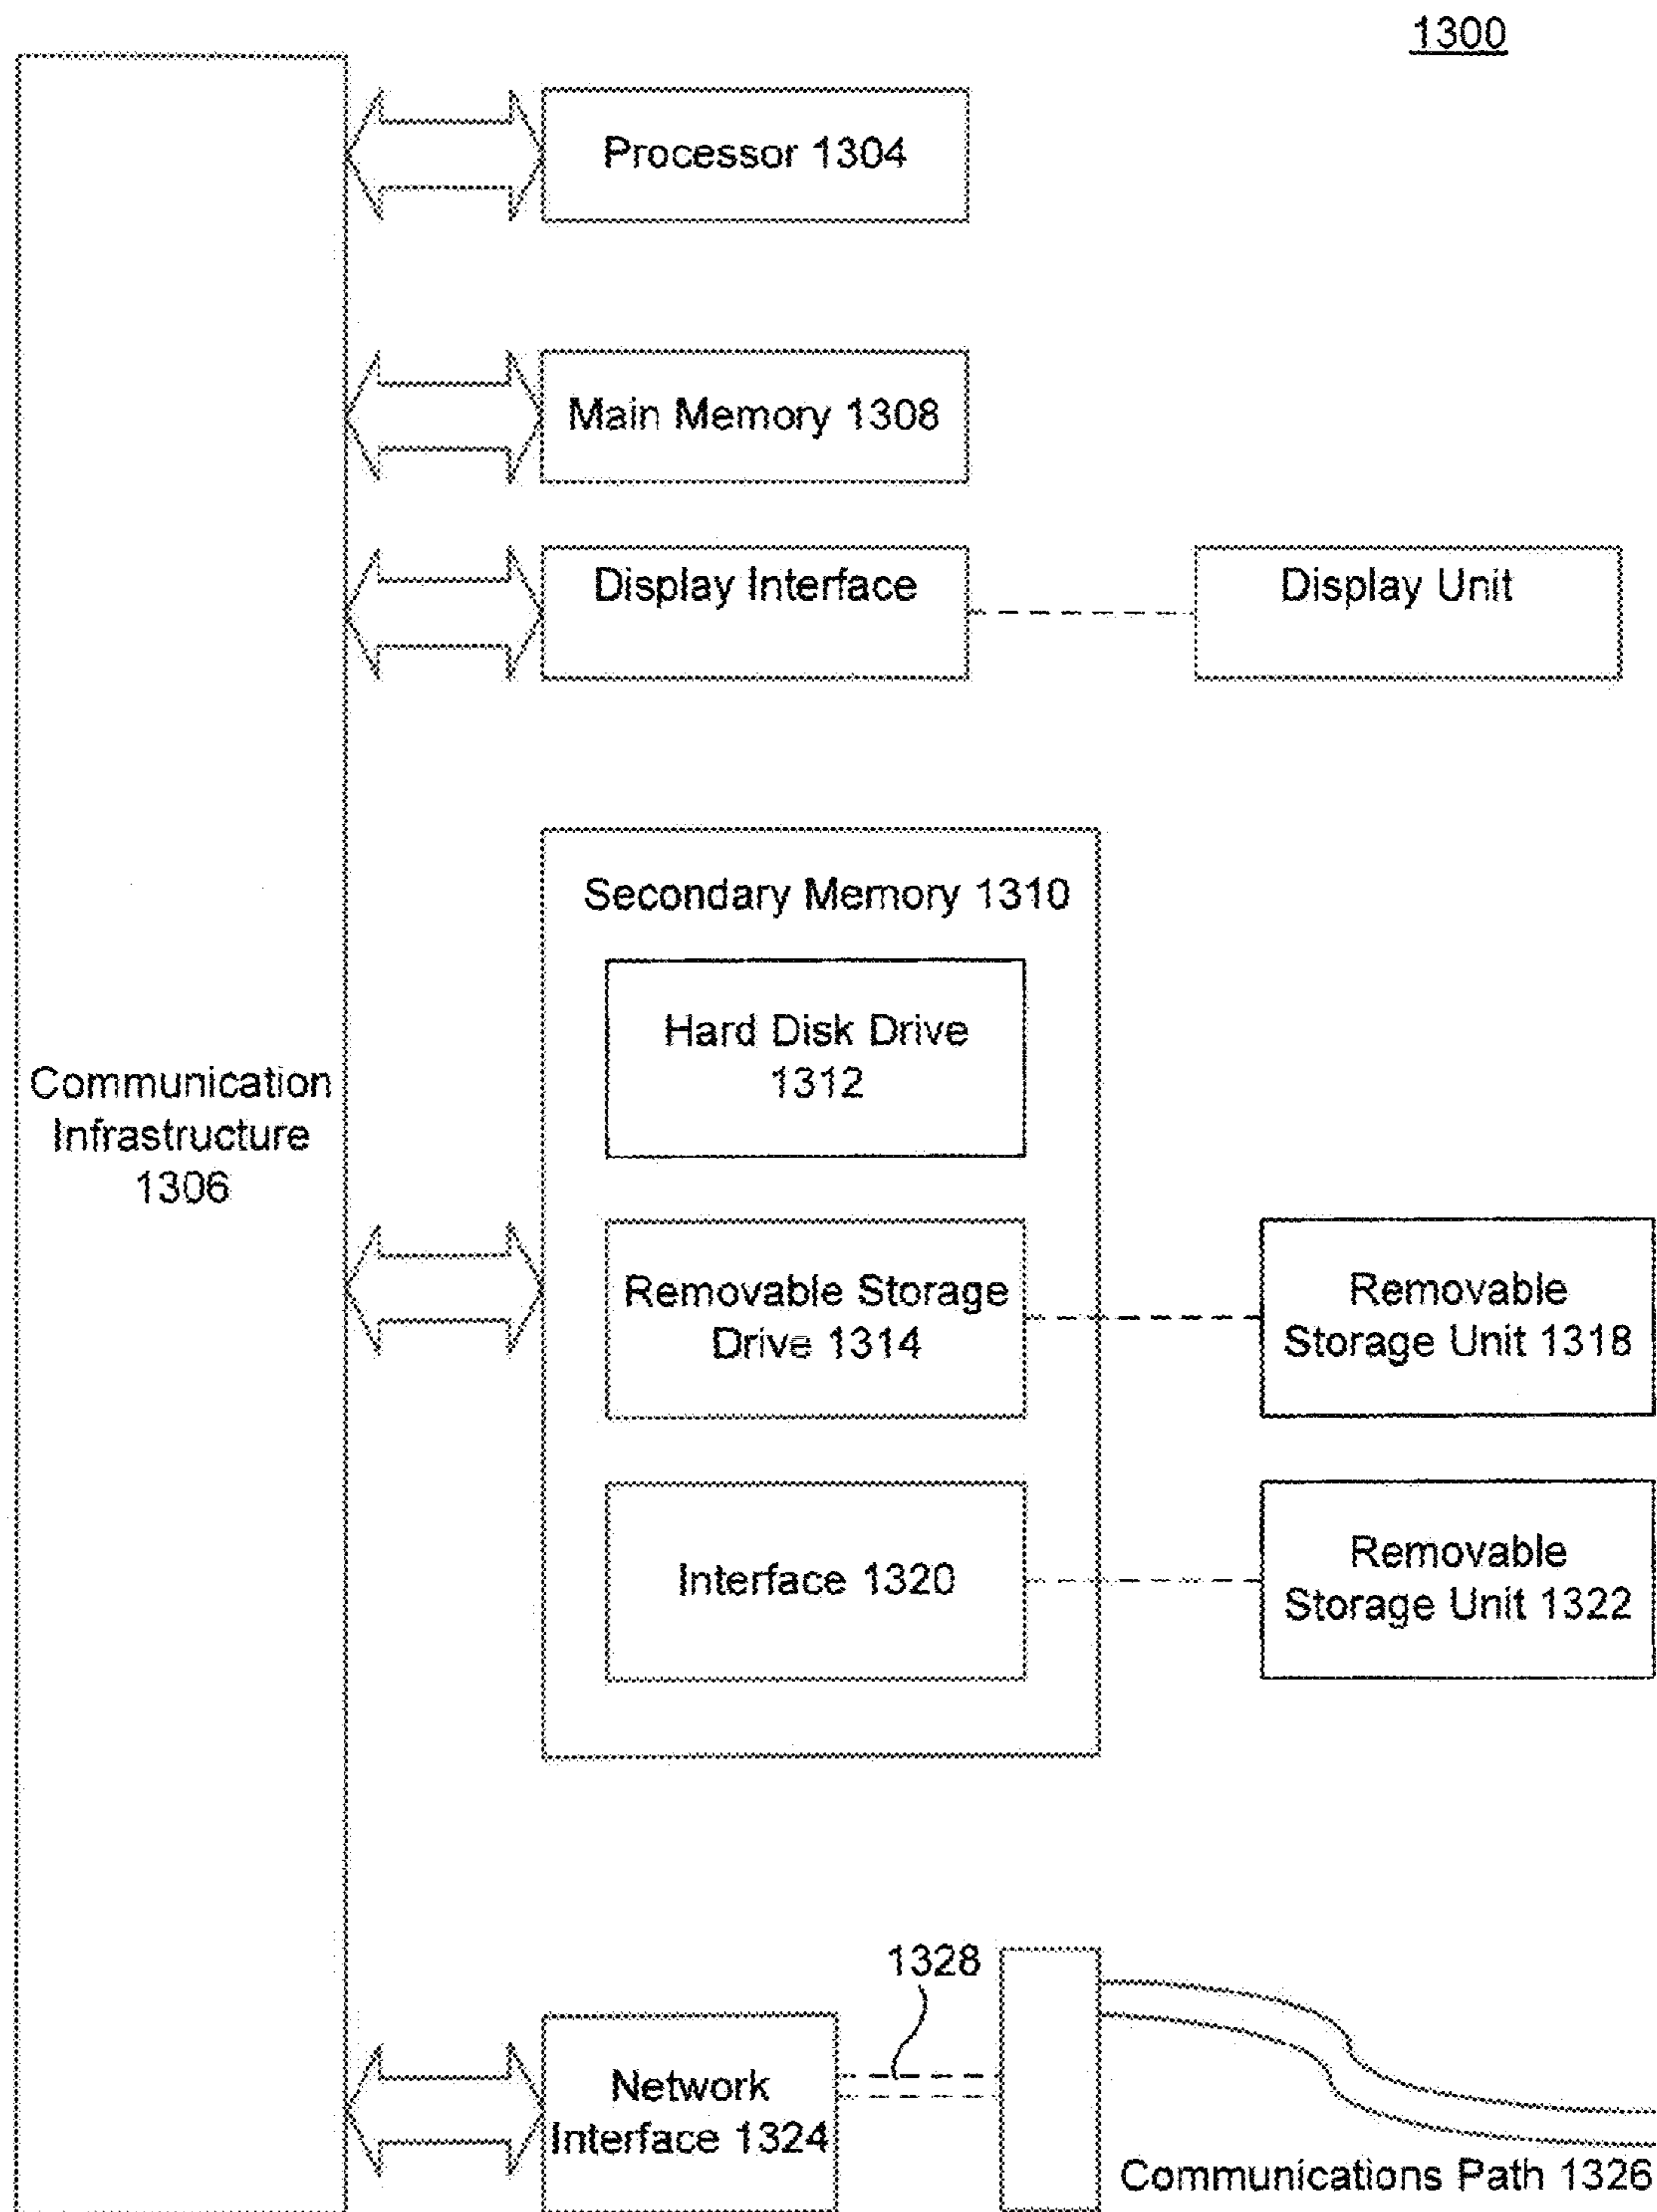 1300
Processor 1304
Main Memory 1308
Display Interface
Display Unit
Secondary Memory 1310
Hard Disk Drive
1312
Communication
Infrastructure
1306
Removable Storage
Drive 1314
Removable
Storage Unit 1318
Interface 1320
Removable
Storage Unit 1322
1328
Network
Interface 1324
Communications Path 1326